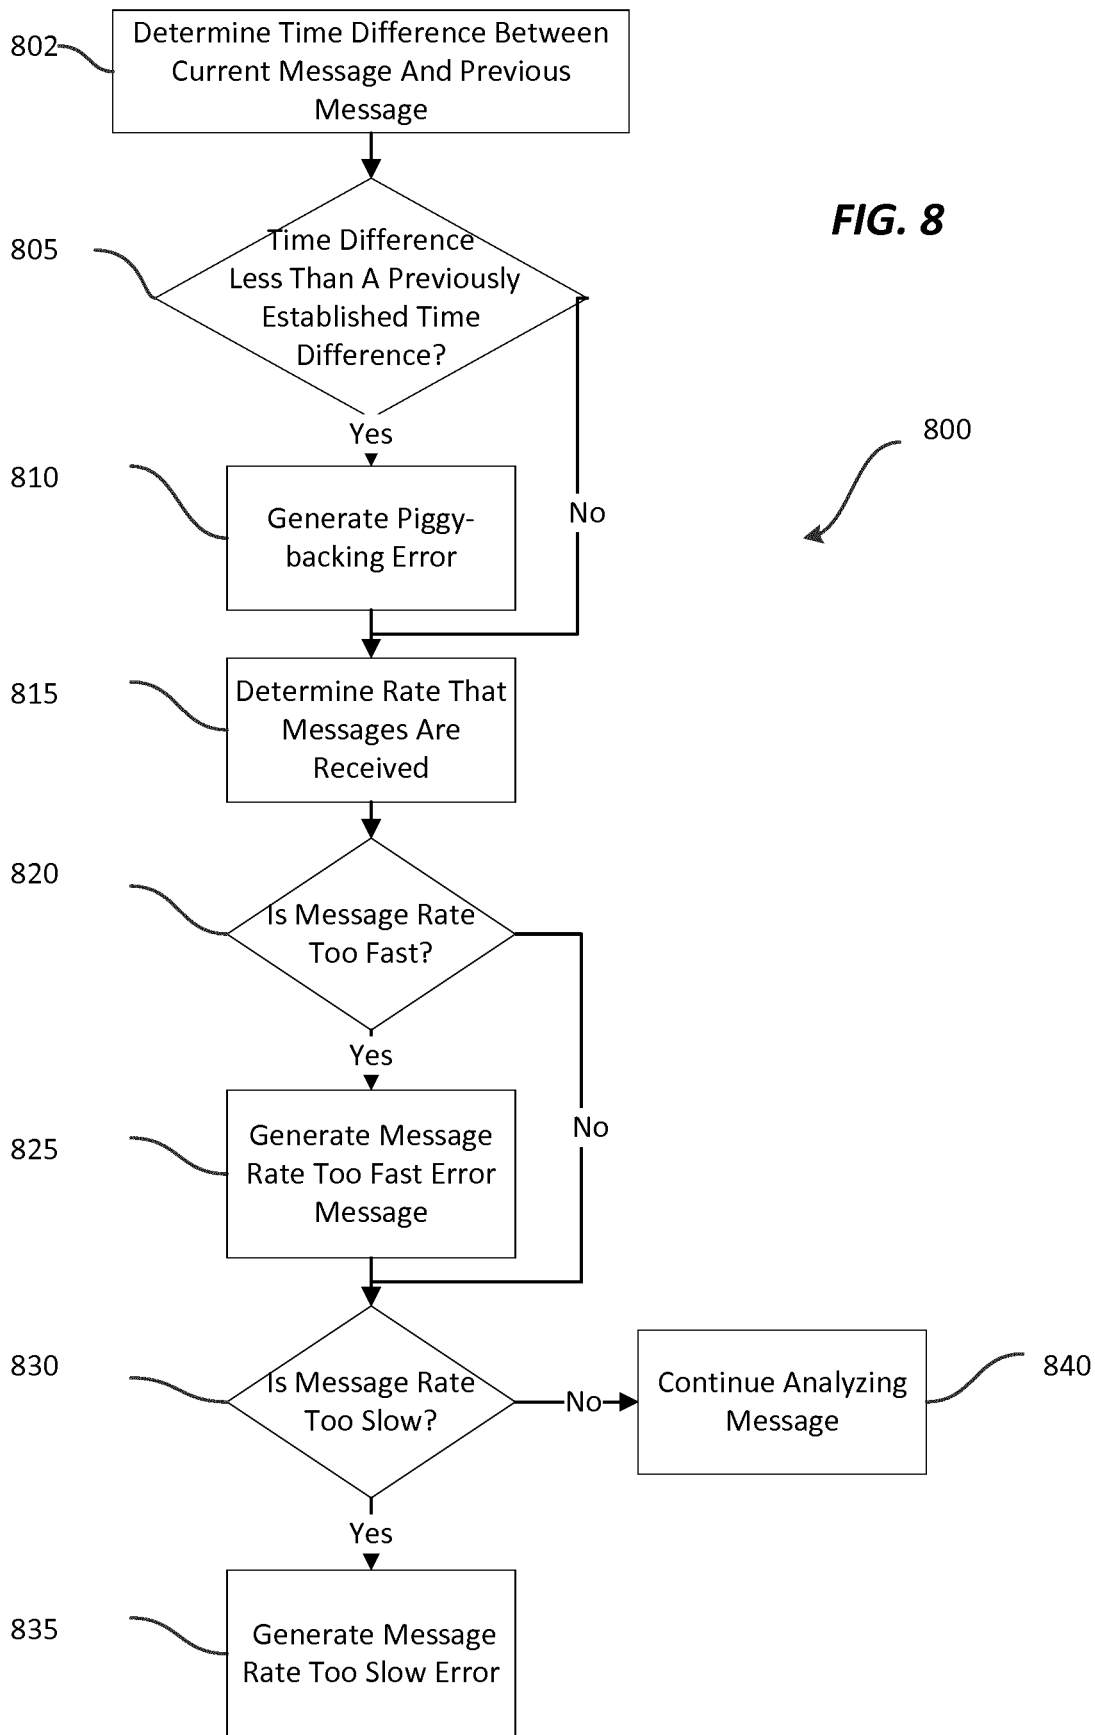 802
Determine Time Difference Between
Current Message And Previous
Message
FIG. 8
805
Time Difference
Less Than A Previously
Established Time
Difference?
Yes
No
800
810
Generate Piggy-
backing Error
815
Determine Rate That
Messages Are
Received
820
Is Message Rate
Too Fast?
Yes
No
825
Generate Message
Rate Too Fast Error
Message
830
Is Message Rate
Too Slow?
No
Continue Analyzing
Message
840
Yes
835
Generate Message
Rate Too Slow Error